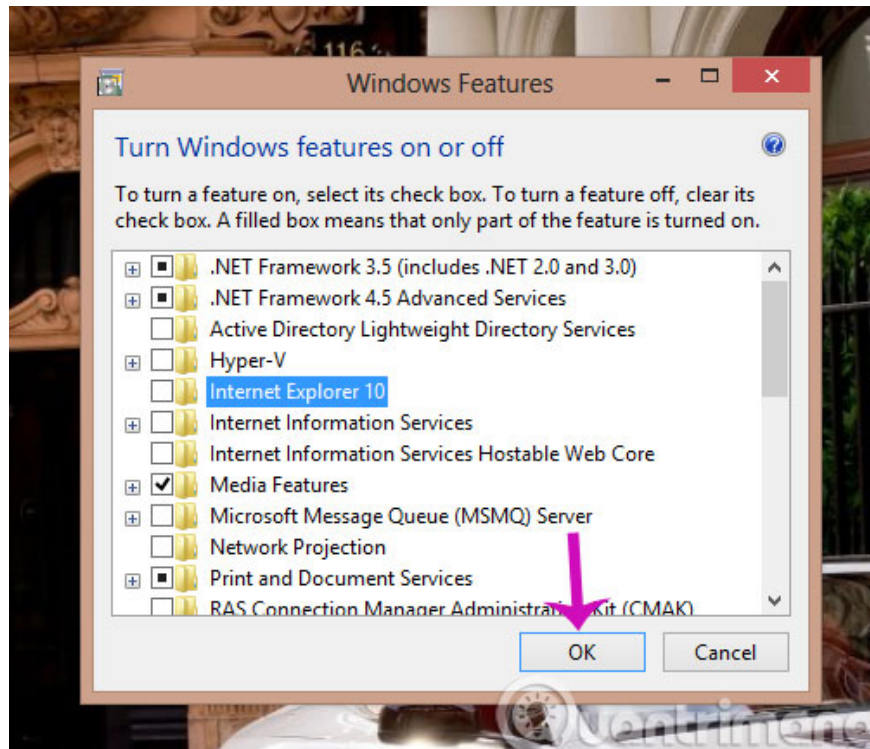 116
Windows Features
Turn Windows features on or off
To turn a feature on, select its check box. To turn a feature off, clear its
check box. A filled box means that only part of the feature is turned on.
.NET Framework 3.5 (includes .NET 2.0 and 3.0)
.NET Framework 4.5 Advanced Services
Active Directory Lightweight Directory Services
Hyper-V
Internet Explorer 10
Internet Information Services
Internet Information Services Hostable Web Core
Media Features
Microsoft Message Queue (MSMQ) Server
Network Projection
Print and Document Services
RAS Connection Manager Administration Kit (CMAK)
OK Cancel
Quantrimang